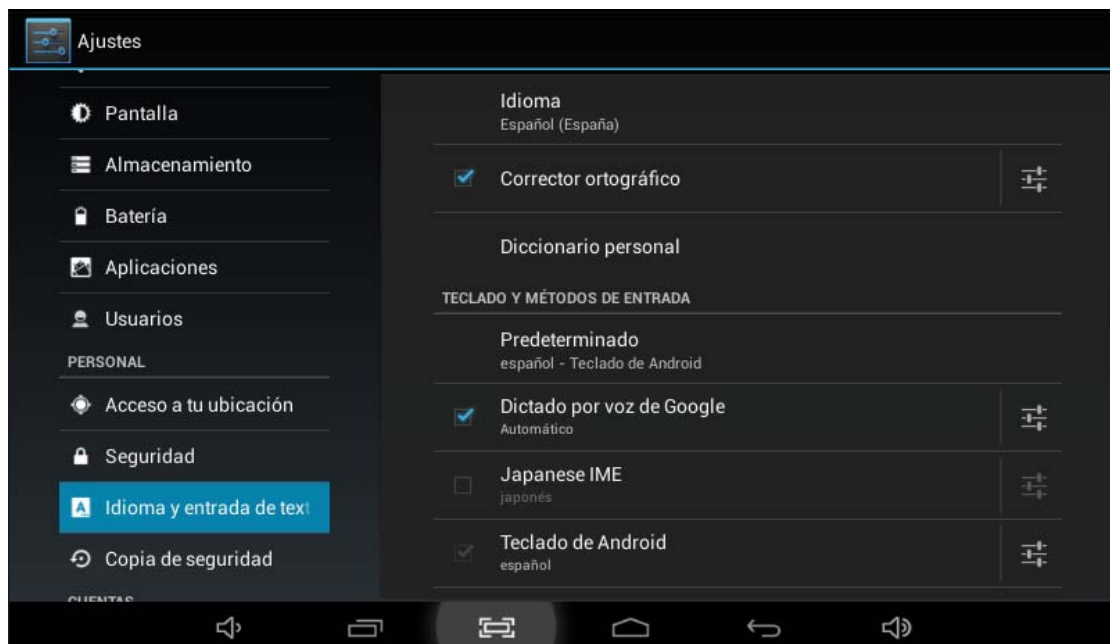 Ajustes
Pantalla
Almacenamiento
Batería
Aplicaciones
Usuarios
PERSONAL
Acceso a tu ubicación
Seguridad
Idioma y entrada de text
Copia de seguridad
CUENTAS
Idioma
Español (España)
Corrector ortográfico
Diccionario personal
TECLADO Y MÉTODOS DE ENTRADA
Predeterminado
español - Teclado de Android
Dictado por voz de Google
Automático
Japanese IME
japonés
Teclado de Android
español